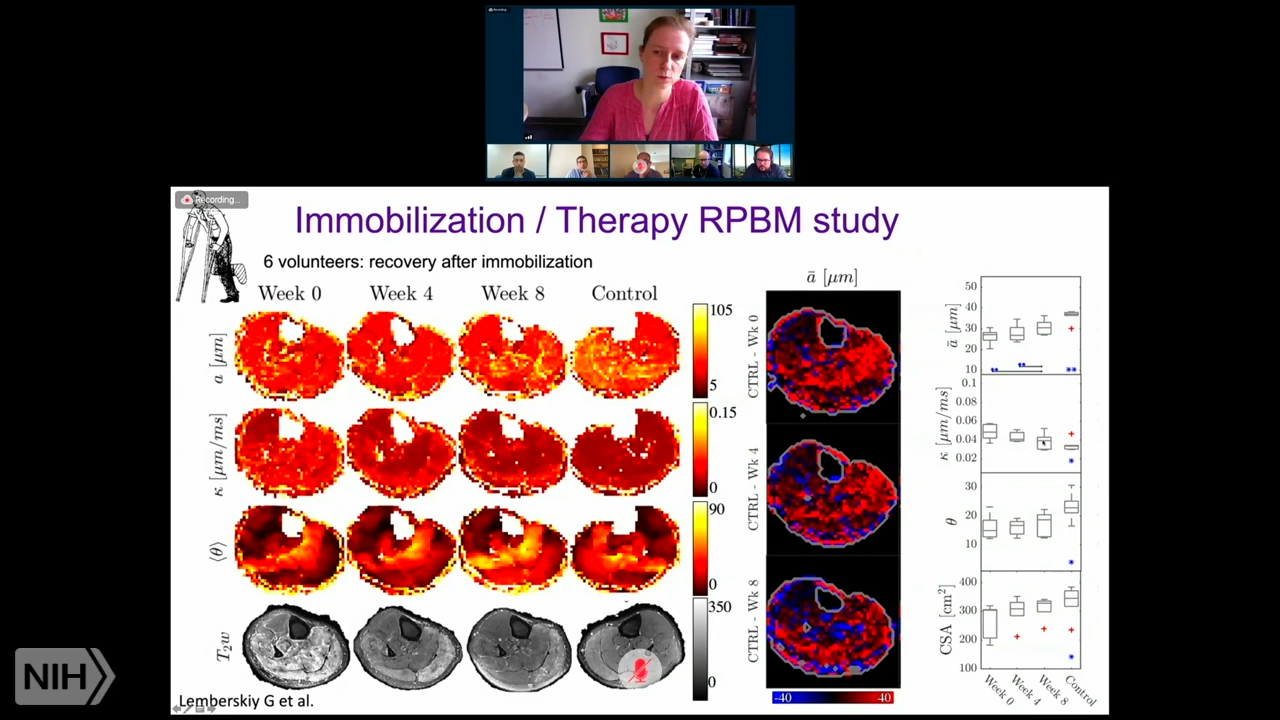 Recording...
Recording...
Immobilization / Therapy RPBM study
6 volunteers: recovery after immobilization
Week 0
Week 4
Week 8
Control
a [μm]
105
5
κ [μm/ms]
0.15
0
⟨θ⟩
90
0
T₂w
350
0
ā [μm]
CTRL - Wk 0
CTRL - Wk 4
CTRL - Wk 8
-40
40
ā [μm]
50
40
30
20
10
κ [μm/ms]
0.1
0.08
0.06
0.04
0.02
θ
30
20
10
CSA [cm²]
400
300
200
100
Week 0
Week 4
Week 8
Control
Lemberskiy G et al.
NIH